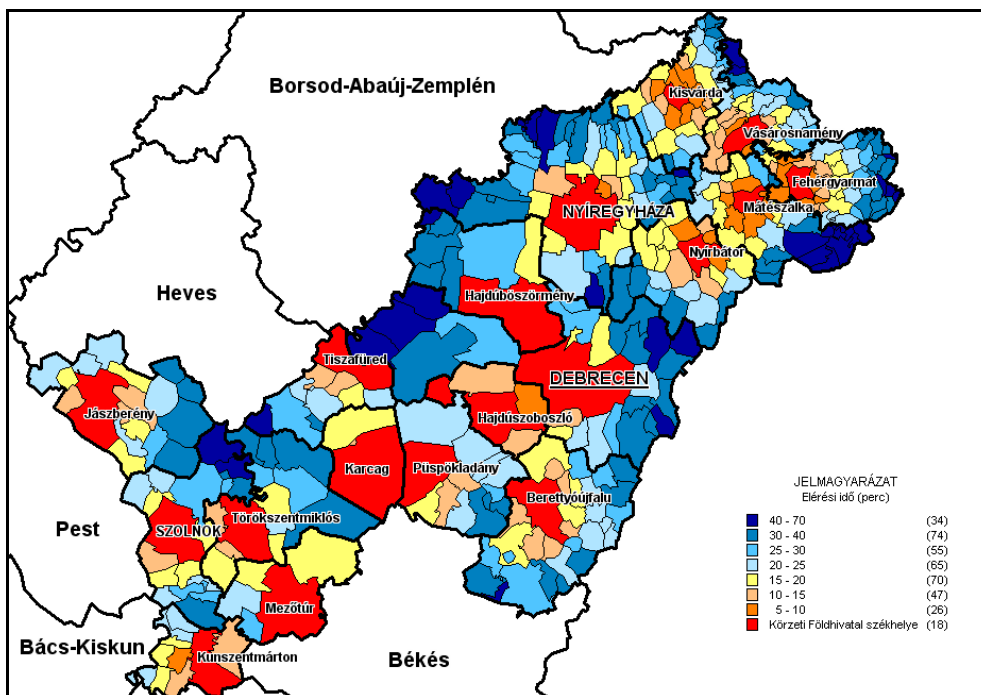 Borsod-Abaúj-Zemplén
Kisvárda
Vásárosnamény
Fehérgyarmat
Mátészálka
NYÍREGYHÁZA
Nyírbátor
Heves
Hajdúböszörmény
Tiszafüred
DEBRECEN
Jászberény
Hajdúszoboszló
Karcag
Püspökladány
Berettyóújfalu
Pest
SZOLNOK
Törökszentmiklós
Mezőtúr
Bács-Kiskun
Kunszentmárton
Békés
JELMAGYARÁZAT
Elérési idő (perc)
40 - 70 (34)
30 - 40 (74)
25 - 30 (55)
20 - 25 (65)
15 - 20 (70)
10 - 15 (47)
5 - 10 (26)
Körzeti Földhivatal székhelye (18)